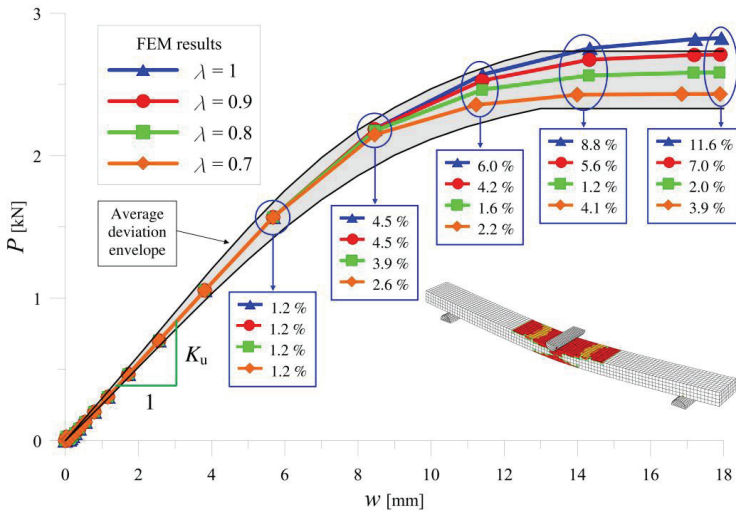 FEM results
λ = 1
λ = 0.9
λ = 0.8
λ = 0.7
Average
deviation
envelope
6.0 %
4.2 %
1.6 %
2.2 %
8.8 %
5.6 %
1.2 %
4.1 %
11.6 %
7.0 %
2.0 %
3.9 %
4.5 %
4.5 %
3.9 %
2.6 %
1.2 %
1.2 %
1.2 %
1.2 %
Ku
1
P [kN]
3
2
1
0
0 2 4 6 8 10 12 14 16 18
w [mm]